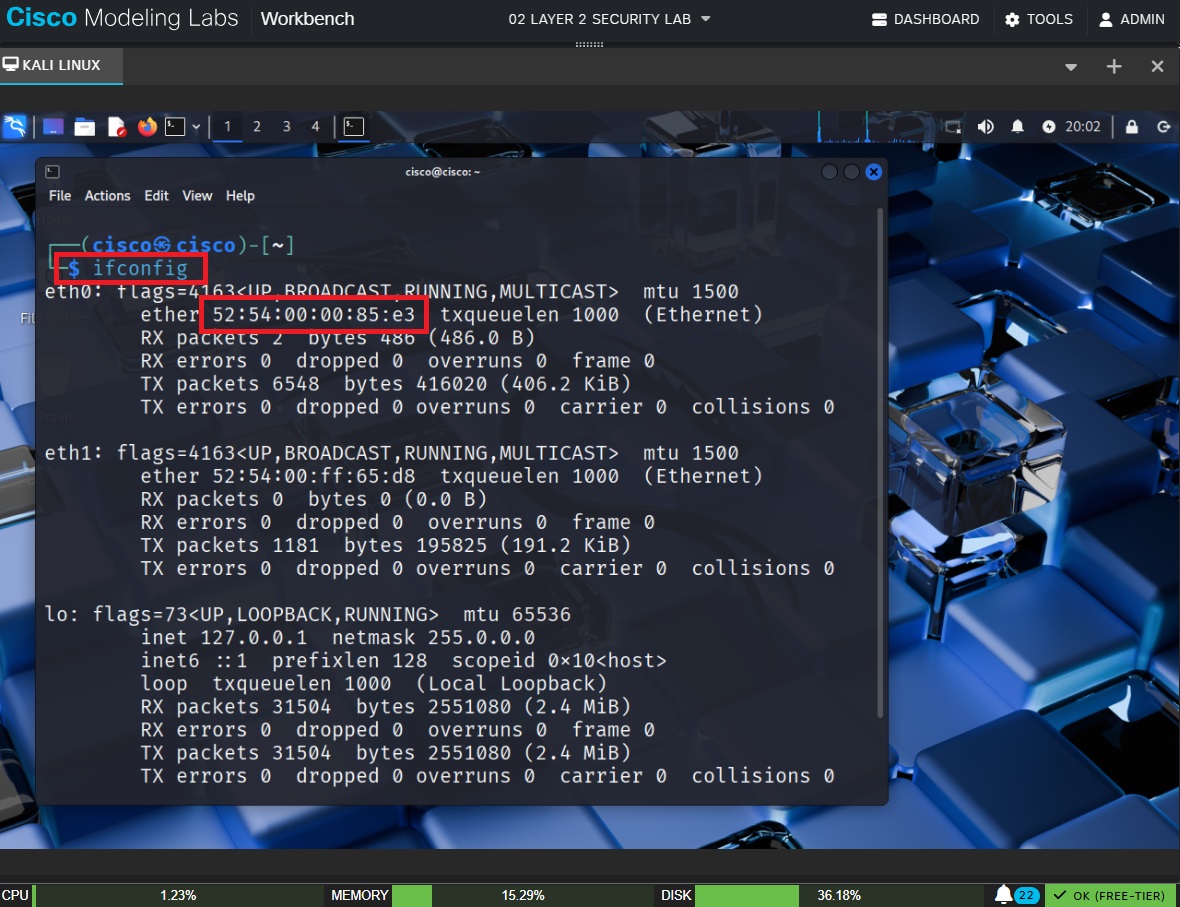 Cisco Modeling Labs Workbench 02 LAYER 2 SECURITY LAB DASHBOARD TOOLS ADMIN
KALI LINUX
1 2 3 4 20:02
cisco@cisco: ~
File Actions Edit View Help
(cisco㉿cisco)-[~]
$ ifconfig
eth0: flags=4163<UP,BROADCAST,RUNNING,MULTICAST> mtu 1500
ether 52:54:00:00:85:e3 txqueuelen 1000 (Ethernet)
RX packets 2 bytes 486 (486.0 B)
RX errors 0 dropped 0 overruns 0 frame 0
TX packets 6548 bytes 416020 (406.2 KiB)
TX errors 0 dropped 0 overruns 0 carrier 0 collisions 0
eth1: flags=4163<UP,BROADCAST,RUNNING,MULTICAST> mtu 1500
ether 52:54:00:ff:65:d8 txqueuelen 1000 (Ethernet)
RX packets 0 bytes 0 (0.0 B)
RX errors 0 dropped 0 overruns 0 frame 0
TX packets 1181 bytes 195825 (191.2 KiB)
TX errors 0 dropped 0 overruns 0 carrier 0 collisions 0
lo: flags=73<UP,LOOPBACK,RUNNING> mtu 65536
inet 127.0.0.1 netmask 255.0.0.0
inet6 ::1 prefixlen 128 scopeid 0×10<host>
loop txqueuelen 1000 (Local Loopback)
RX packets 31504 bytes 2551080 (2.4 MiB)
RX errors 0 dropped 0 overruns 0 frame 0
TX packets 31504 bytes 2551080 (2.4 MiB)
TX errors 0 dropped 0 overruns 0 carrier 0 collisions 0
Trash
CPU 1.23% MEMORY 15.29% DISK 36.18% 22 OK (FREE-TIER)